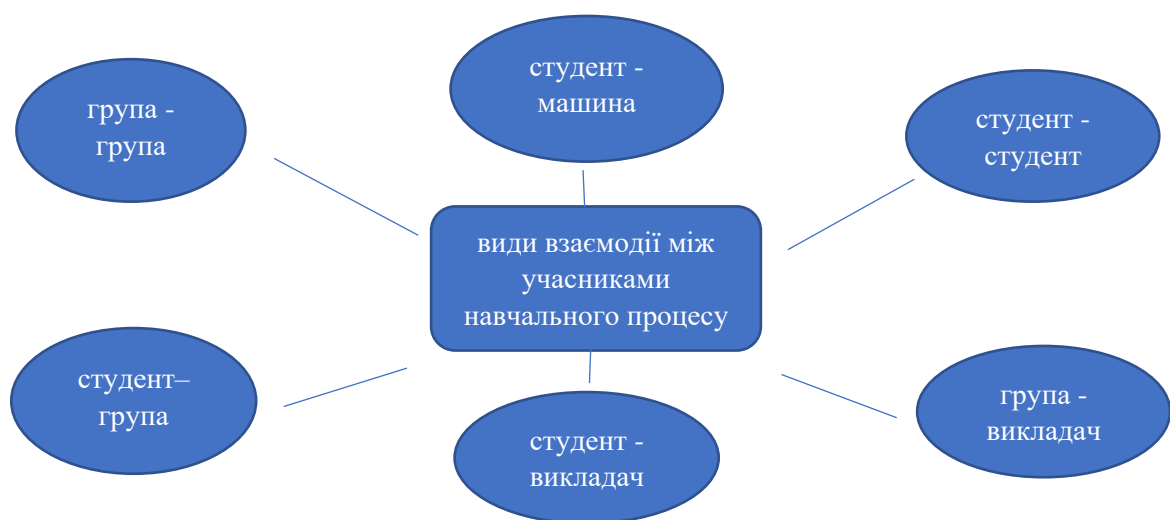 студент -
машина
група -
група
студент -
студент
види взаємодії між
учасниками
навчального процесу
студент–
група
група -
викладач
студент -
викладач